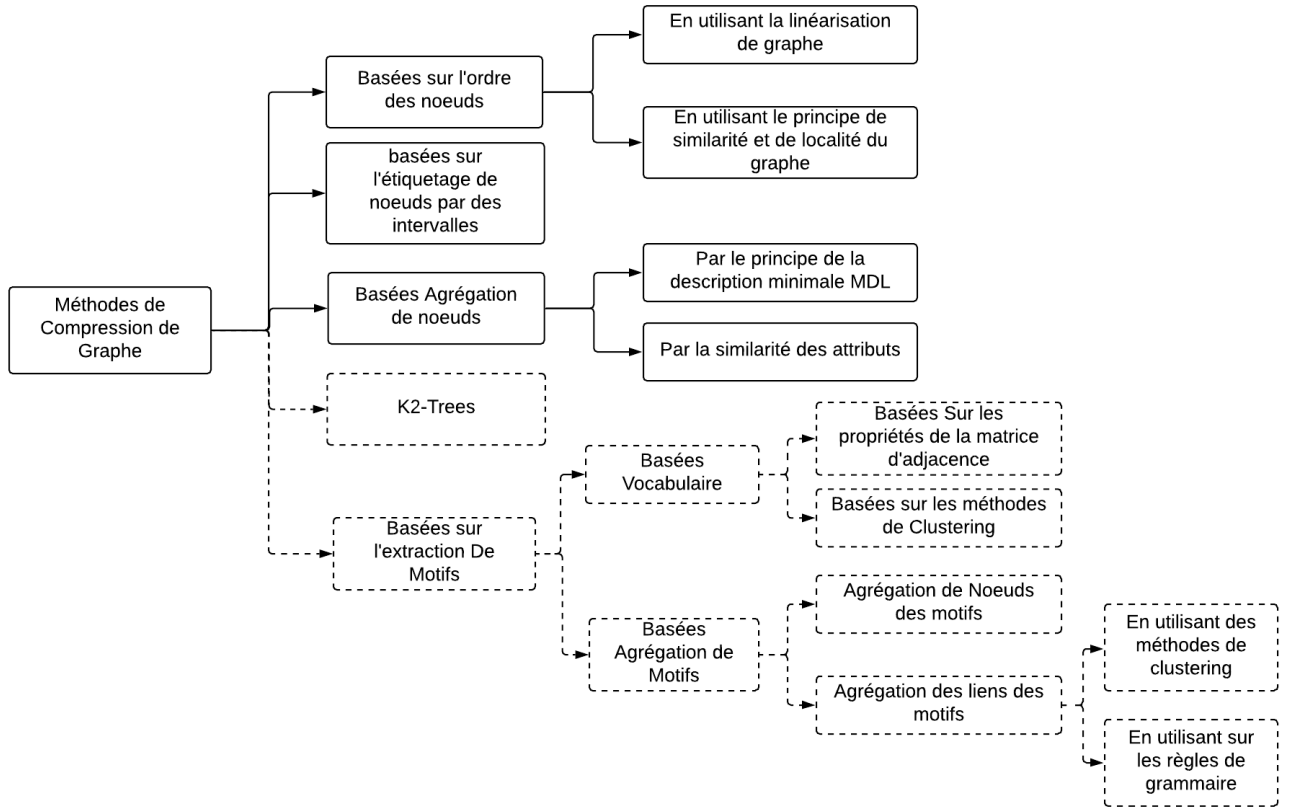 En utilisant la linéarisation
de graphe
Basées sur l'ordre
des noeuds
En utilisant le principe de
similarité et de localité du
graphe
basées sur
l'étiquetage de
noeuds par des
intervalles
Par le principe de la
description minimale MDL
Basées Agrégation
de noeuds
Méthodes de
Compression de
Graphe
Par la similarité des attributs
K2-Trees
Basées Sur les
propriétés de la matrice
d'adjacence
Basées
Vocabulaire
Basées sur les méthodes
de Clustering
Basées sur
l'extraction De
Motifs
Agrégation de Noeuds
des motifs
Basées
Agrégation de
Motifs
En utilisant des
méthodes de
clustering
Agrégation des liens des
motifs
En utilisant sur
les règles de
grammaire